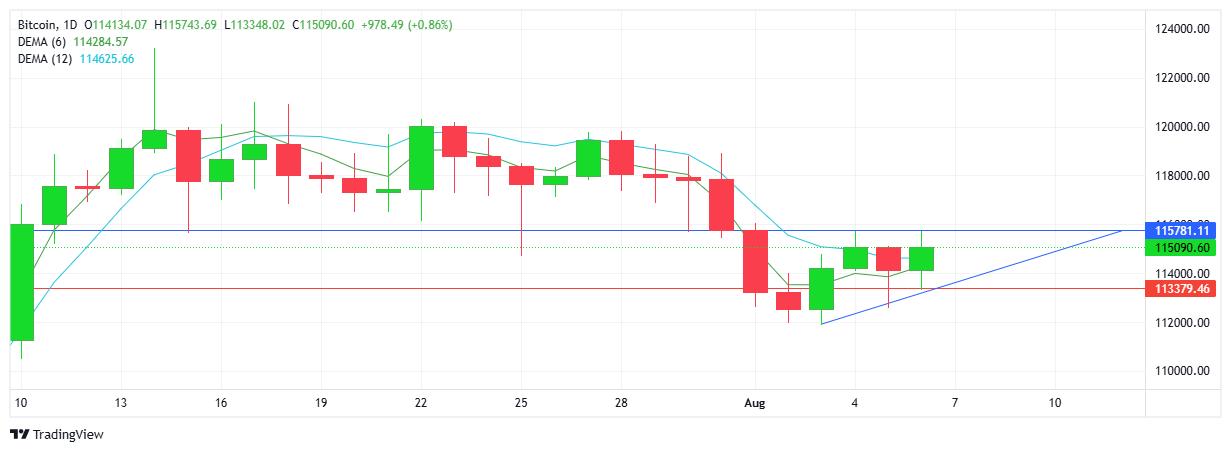 Bitcoin, 1D O114134.07 H115743.69 L113348.02 C115090.60 +978.49 (+0.86%)
DEMA (6) 114284.57
DEMA (12) 114625.66
124000.00
122000.00
120000.00
118000.00
115781.11
115090.60
114000.00
113379.46
112000.00
110000.00
10 13 16 19 22 25 28 Aug 4 7 10
TradingView